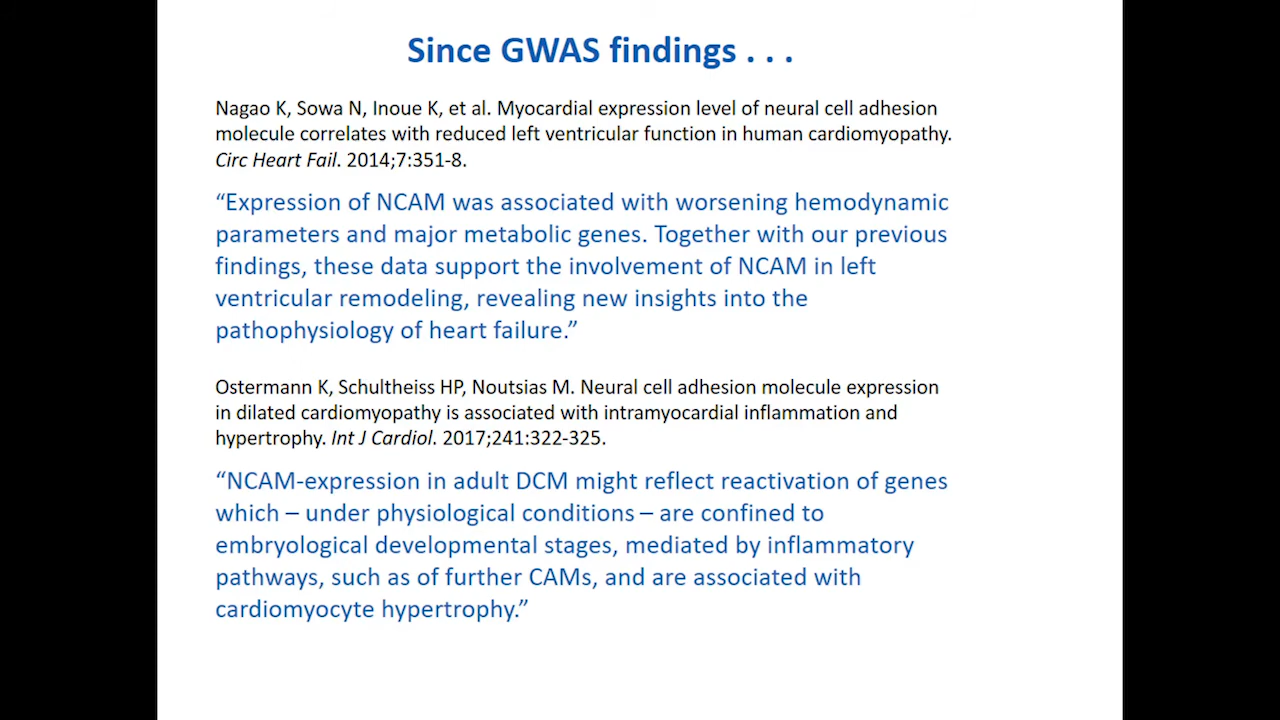 Since GWAS findings . . .
Nagao K, Sowa N, Inoue K, et al. Myocardial expression level of neural cell adhesion
molecule correlates with reduced left ventricular function in human cardiomyopathy.
Circ Heart Fail. 2014;7:351-8.
“Expression of NCAM was associated with worsening hemodynamic
parameters and major metabolic genes. Together with our previous
findings, these data support the involvement of NCAM in left
ventricular remodeling, revealing new insights into the
pathophysiology of heart failure.”
Ostermann K, Schultheiss HP, Noutsias M. Neural cell adhesion molecule expression
in dilated cardiomyopathy is associated with intramyocardial inflammation and
hypertrophy. Int J Cardiol. 2017;241:322-325.
“NCAM-expression in adult DCM might reflect reactivation of genes
which – under physiological conditions – are confined to
embryological developmental stages, mediated by inflammatory
pathways, such as of further CAMs, and are associated with
cardiomyocyte hypertrophy.”